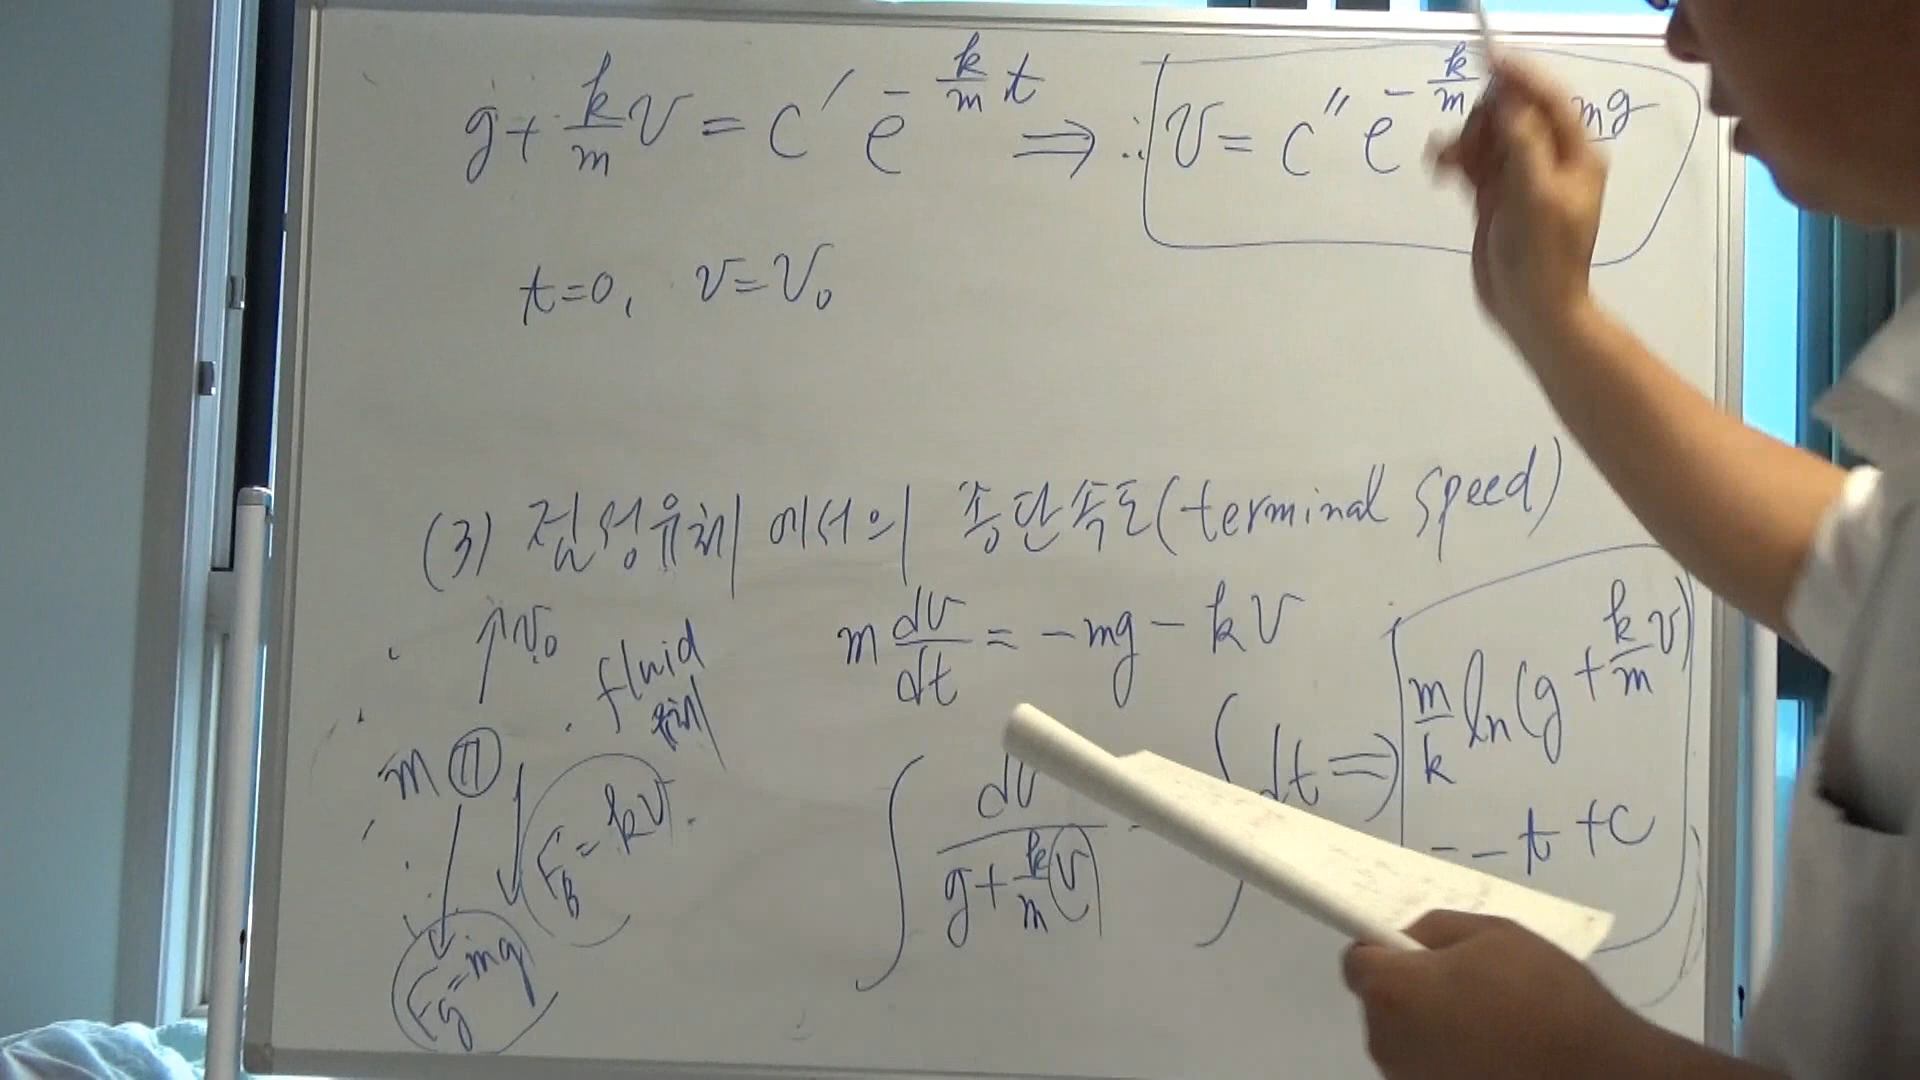 g + k/m v = c′ e^(-k/m t) ⇒ ∴ v = c″ e^(-k/m mg
t=0, v=V₀
(3) 점성유체에서의 종단속도(terminal speed)
↑v₀
fluid
유체
m dv/dt = -mg - kv
m
∫ dv / (g + k/m v) ∫ dt ⇒ m/k ln(g + k/m v)
= -t + c
F_B = kv
F_g = mg